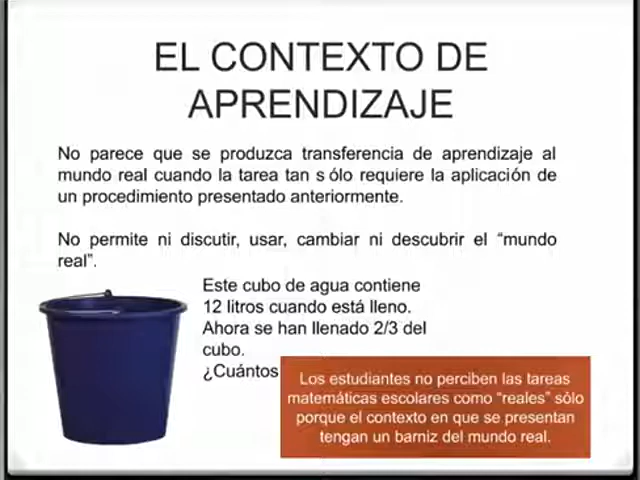 EL CONTEXTO DE
APRENDIZAJE
No parece que se produzca transferencia de aprendizaje al
mundo real cuando la tarea tan s ólo requiere la aplicación de
un procedimiento presentado anteriormente.
No permite ni discutir, usar, cambiar ni descubrir el “mundo
real”.
Este cubo de agua contiene
12 litros cuando está lleno.
Ahora se han llenado 2/3 del
cubo.
¿Cuántos
Los estudiantes no perciben las tareas
matemáticas escolares como “reales” sólo
porque el contexto en que se presentan
tengan un barniz del mundo real.